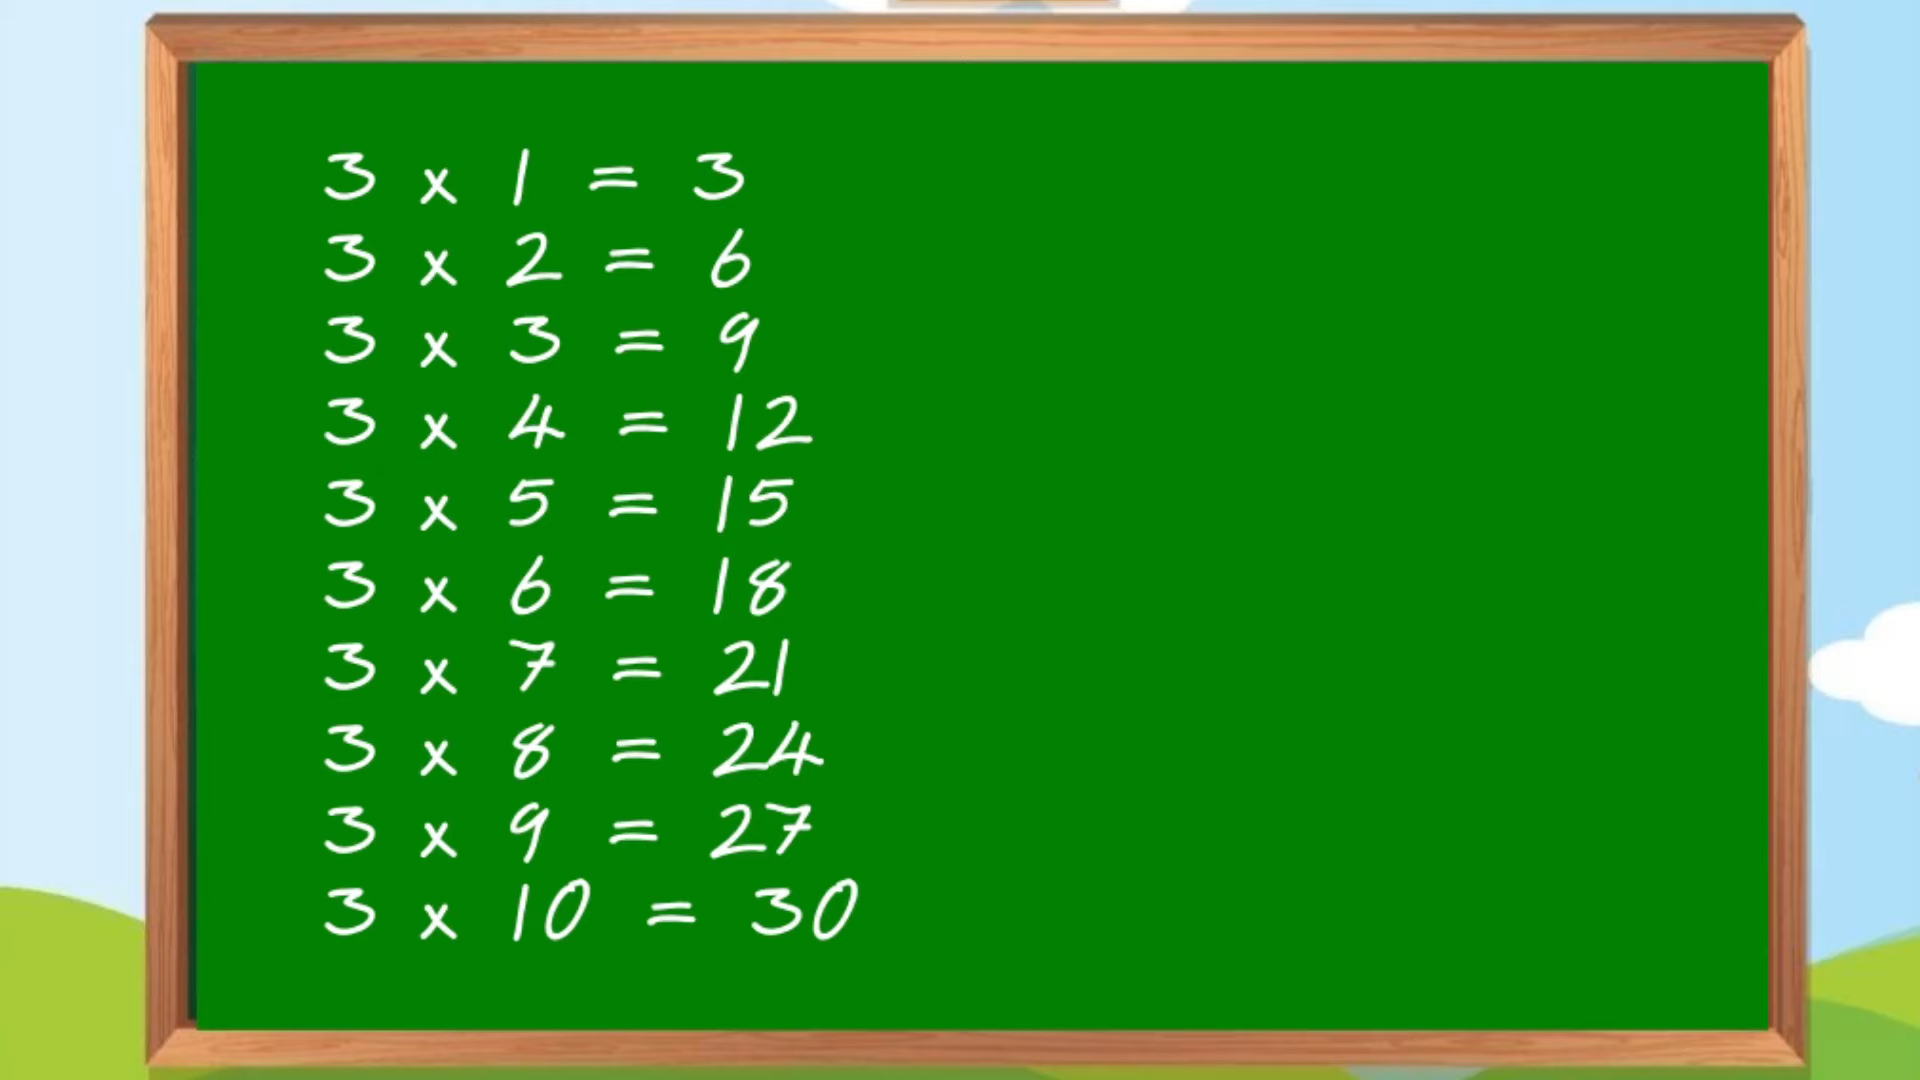 3 x 1 = 3
3 x 2 = 6
3 x 3 = 9
3 x 4 = 12
3 x 5 = 15
3 x 6 = 18
3 x 7 = 21
3 x 8 = 24
3 x 9 = 27
3 x 10 = 30